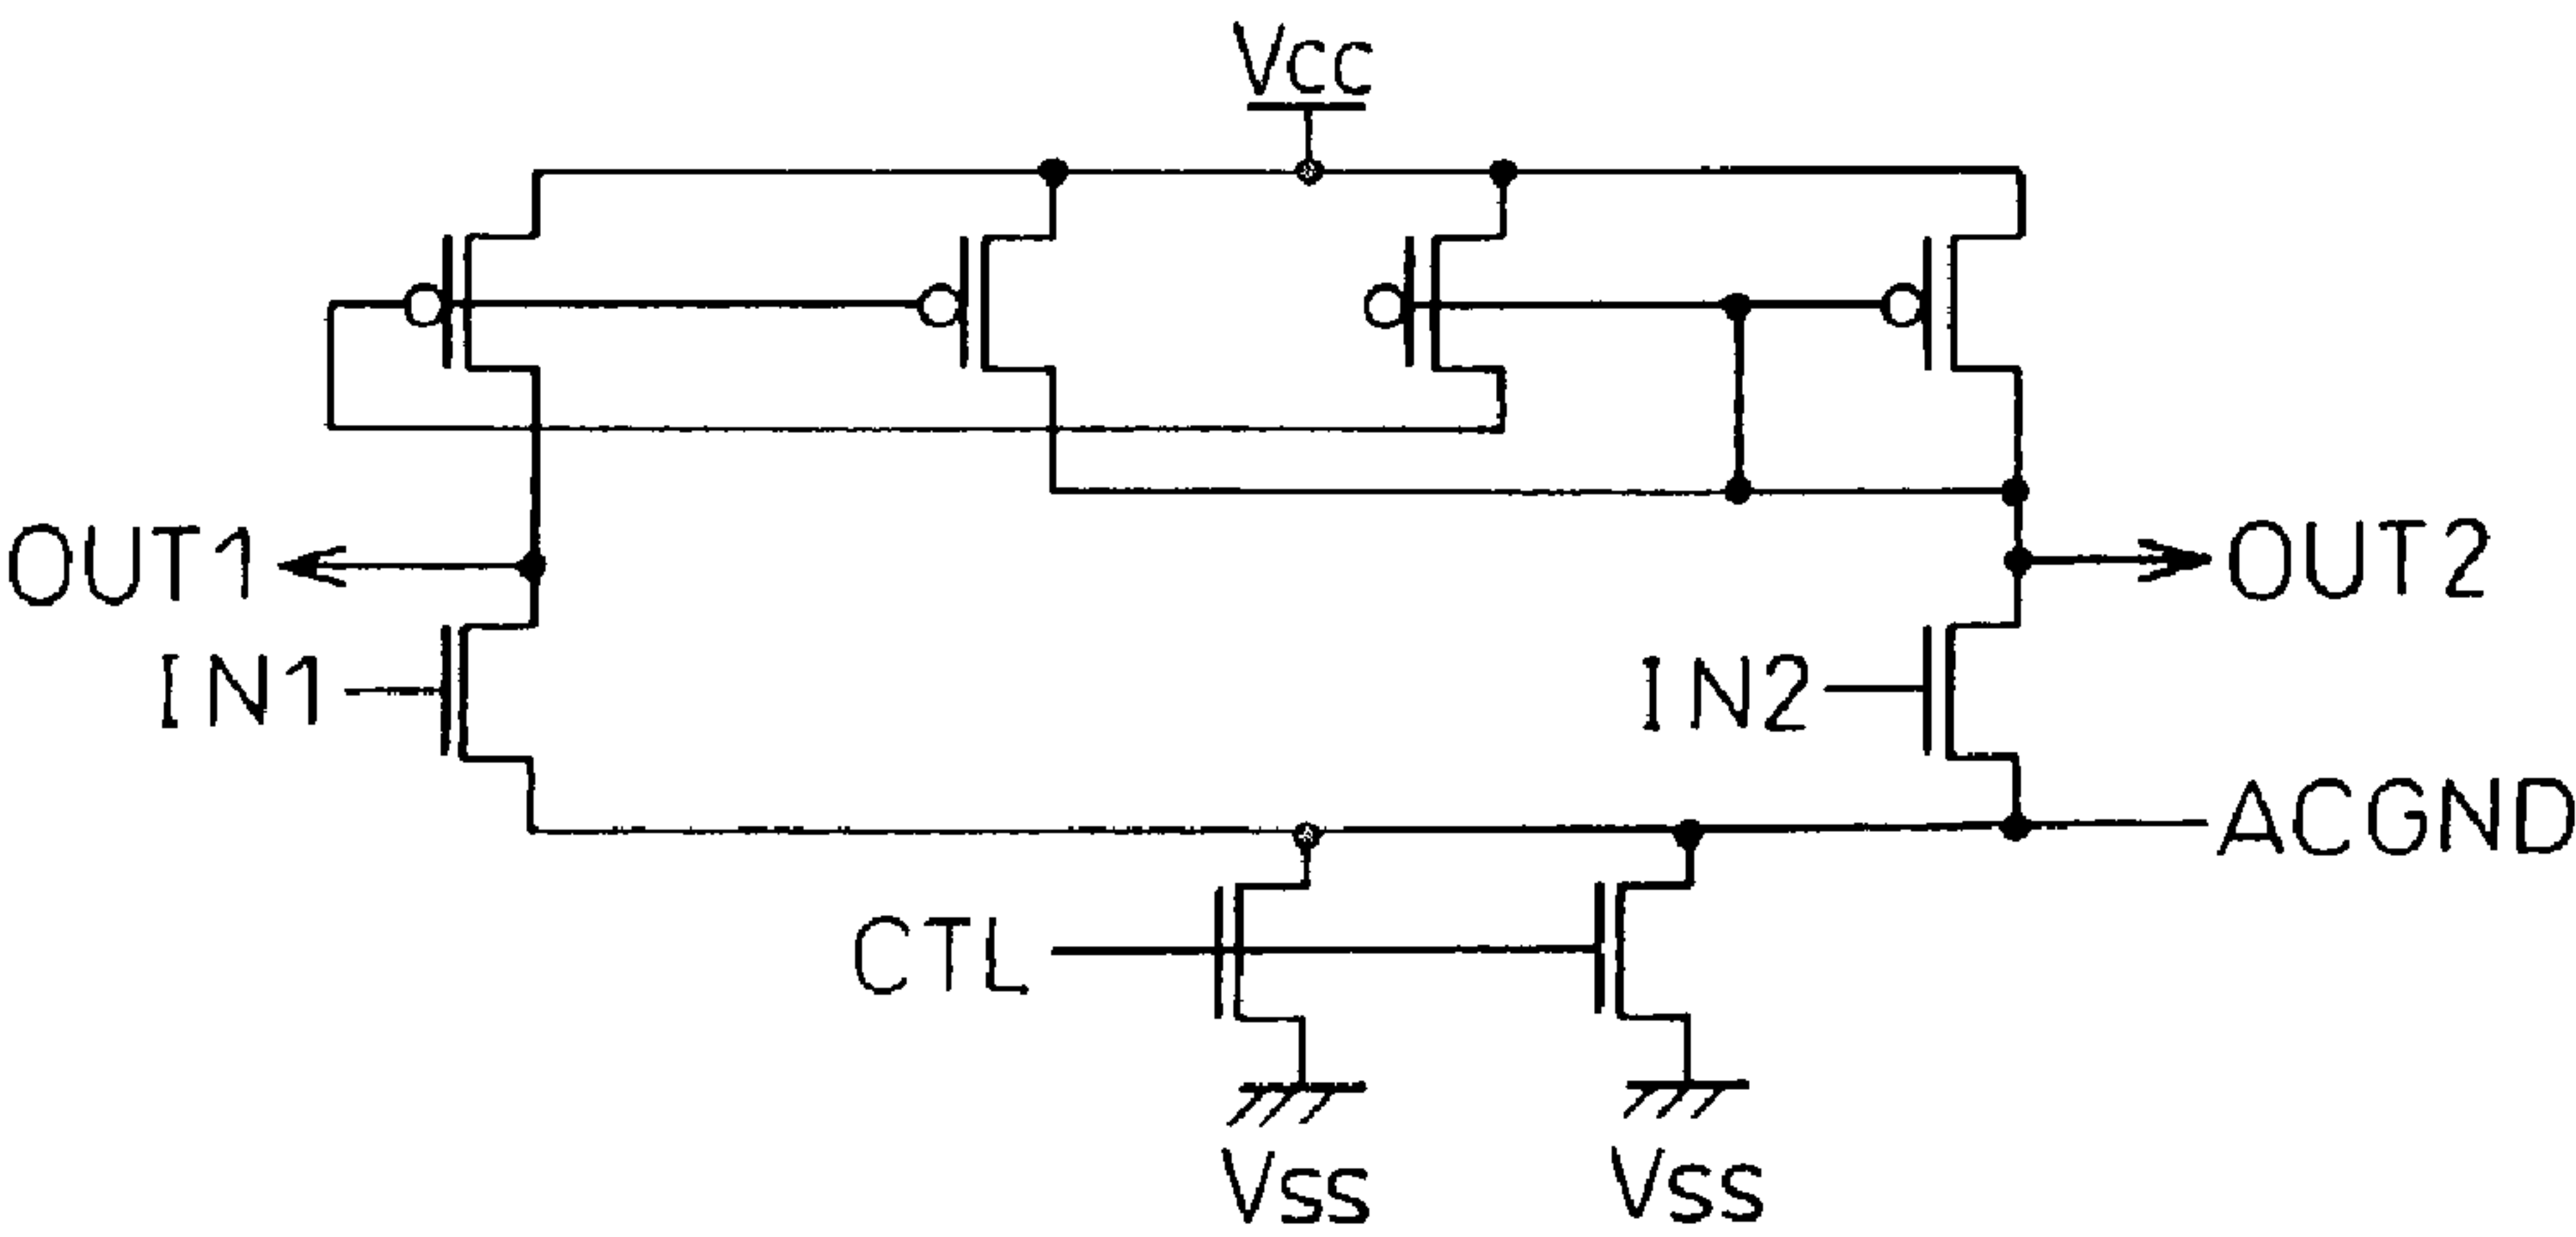 Vcc
OUT1
OUT2
IN1
IN2
ACGND
CTL
Vss
Vss